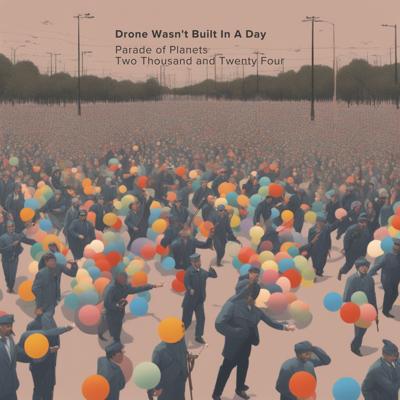 Drone Wasn't Built In A Day
Parade of Planets
Two Thousand and Twenty Four